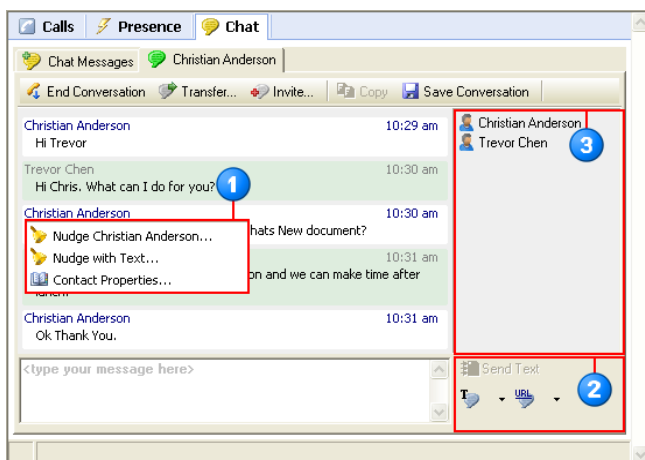 Calls Presence Chat
Chat Messages Christian Anderson
End Conversation Transfer... Invite... Copy Save Conversation
Christian Anderson 10:29 am
Hi Trevor
Trevor Chen 10:30 am
Hi Chris. What can I do for you?
1
Christian Anderson 10:30 am
hats New document?
Nudge Christian Anderson...
Nudge with Text...
Contact Properties...
10:31 am
on and we can make time after
Christian Anderson 10:31 am
Ok Thank You.
Christian Anderson
Trevor Chen
3
<type your message here>
Send Text
T URL
2